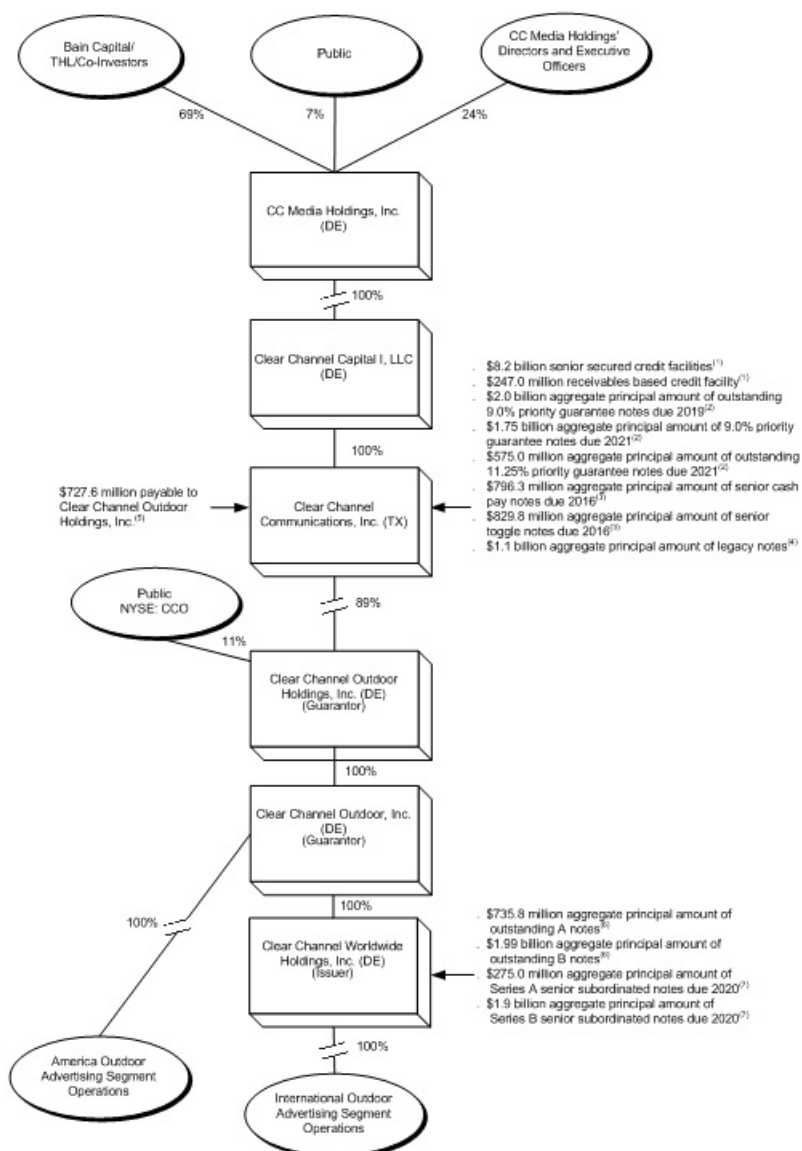 Bain Capital/
THL/Co-Investors
Public
CC Media Holdings'
Directors and Executive
Officers
69%
7%
24%
CC Media Holdings, Inc.
(DE)
100%
Clear Channel Capital I, LLC
(DE)
100%
. $8.2 billion senior secured credit facilities(1)
. $247.0 million receivables based credit facility(1)
. $2.0 billion aggregate principal amount of outstanding
9.0% priority guarantee notes due 2019(2)
. $1.75 billion aggregate principal amount of 9.0% priority
guarantee notes due 2021(2)
. $575.0 million aggregate principal amount of outstanding
11.25% priority guarantee notes due 2021(2)
. $796.3 million aggregate principal amount of senior cash
pay notes due 2016(3)
. $829.8 million aggregate principal amount of senior
toggle notes due 2016(3)
. $1.1 billion aggregate principal amount of legacy notes(4)
$727.6 million payable to
Clear Channel Outdoor
Holdings, Inc.(5)
Clear Channel
Communications, Inc. (TX)
89%
Public
NYSE: CCO
11%
Clear Channel Outdoor
Holdings, Inc. (DE)
(Guarantor)
100%
Clear Channel Outdoor, Inc.
(DE)
(Guarantor)
100%
100%
Clear Channel Worldwide
Holdings, Inc. (DE)
(Issuer)
. $735.8 million aggregate principal amount of
outstanding A notes(6)
. $1.99 billion aggregate principal amount of
outstanding B notes(6)
. $275.0 million aggregate principal amount of
Series A senior subordinated notes due 2020(7)
. $1.9 billion aggregate principal amount of
Series B senior subordinated notes due 2020(7)
100%
America Outdoor
Advertising Segment
Operations
International Outdoor
Advertising Segment
Operations